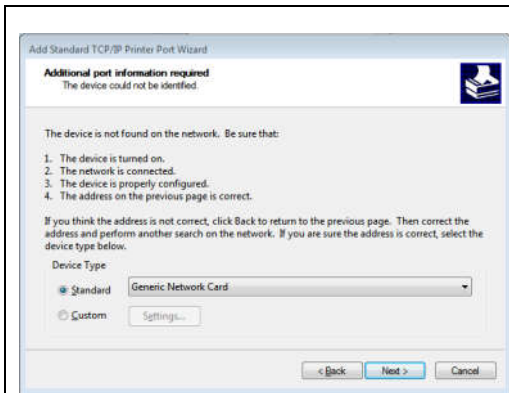 Add Standard TCP/IP Printer Port Wizard
Additional port information required
The device could not be identified.
The device is not found on the network. Be sure that:
1. The device is turned on.
2. The network is connected.
3. The device is properly configured.
4. The address on the previous page is correct.
If you think the address is not correct, click Back to return to the previous page. Then correct the
address and perform another search on the network. If you are sure the address is correct, select the
device type below.
Device Type
Standard Generic Network Card
Custom Settings...
< Back Next > Cancel